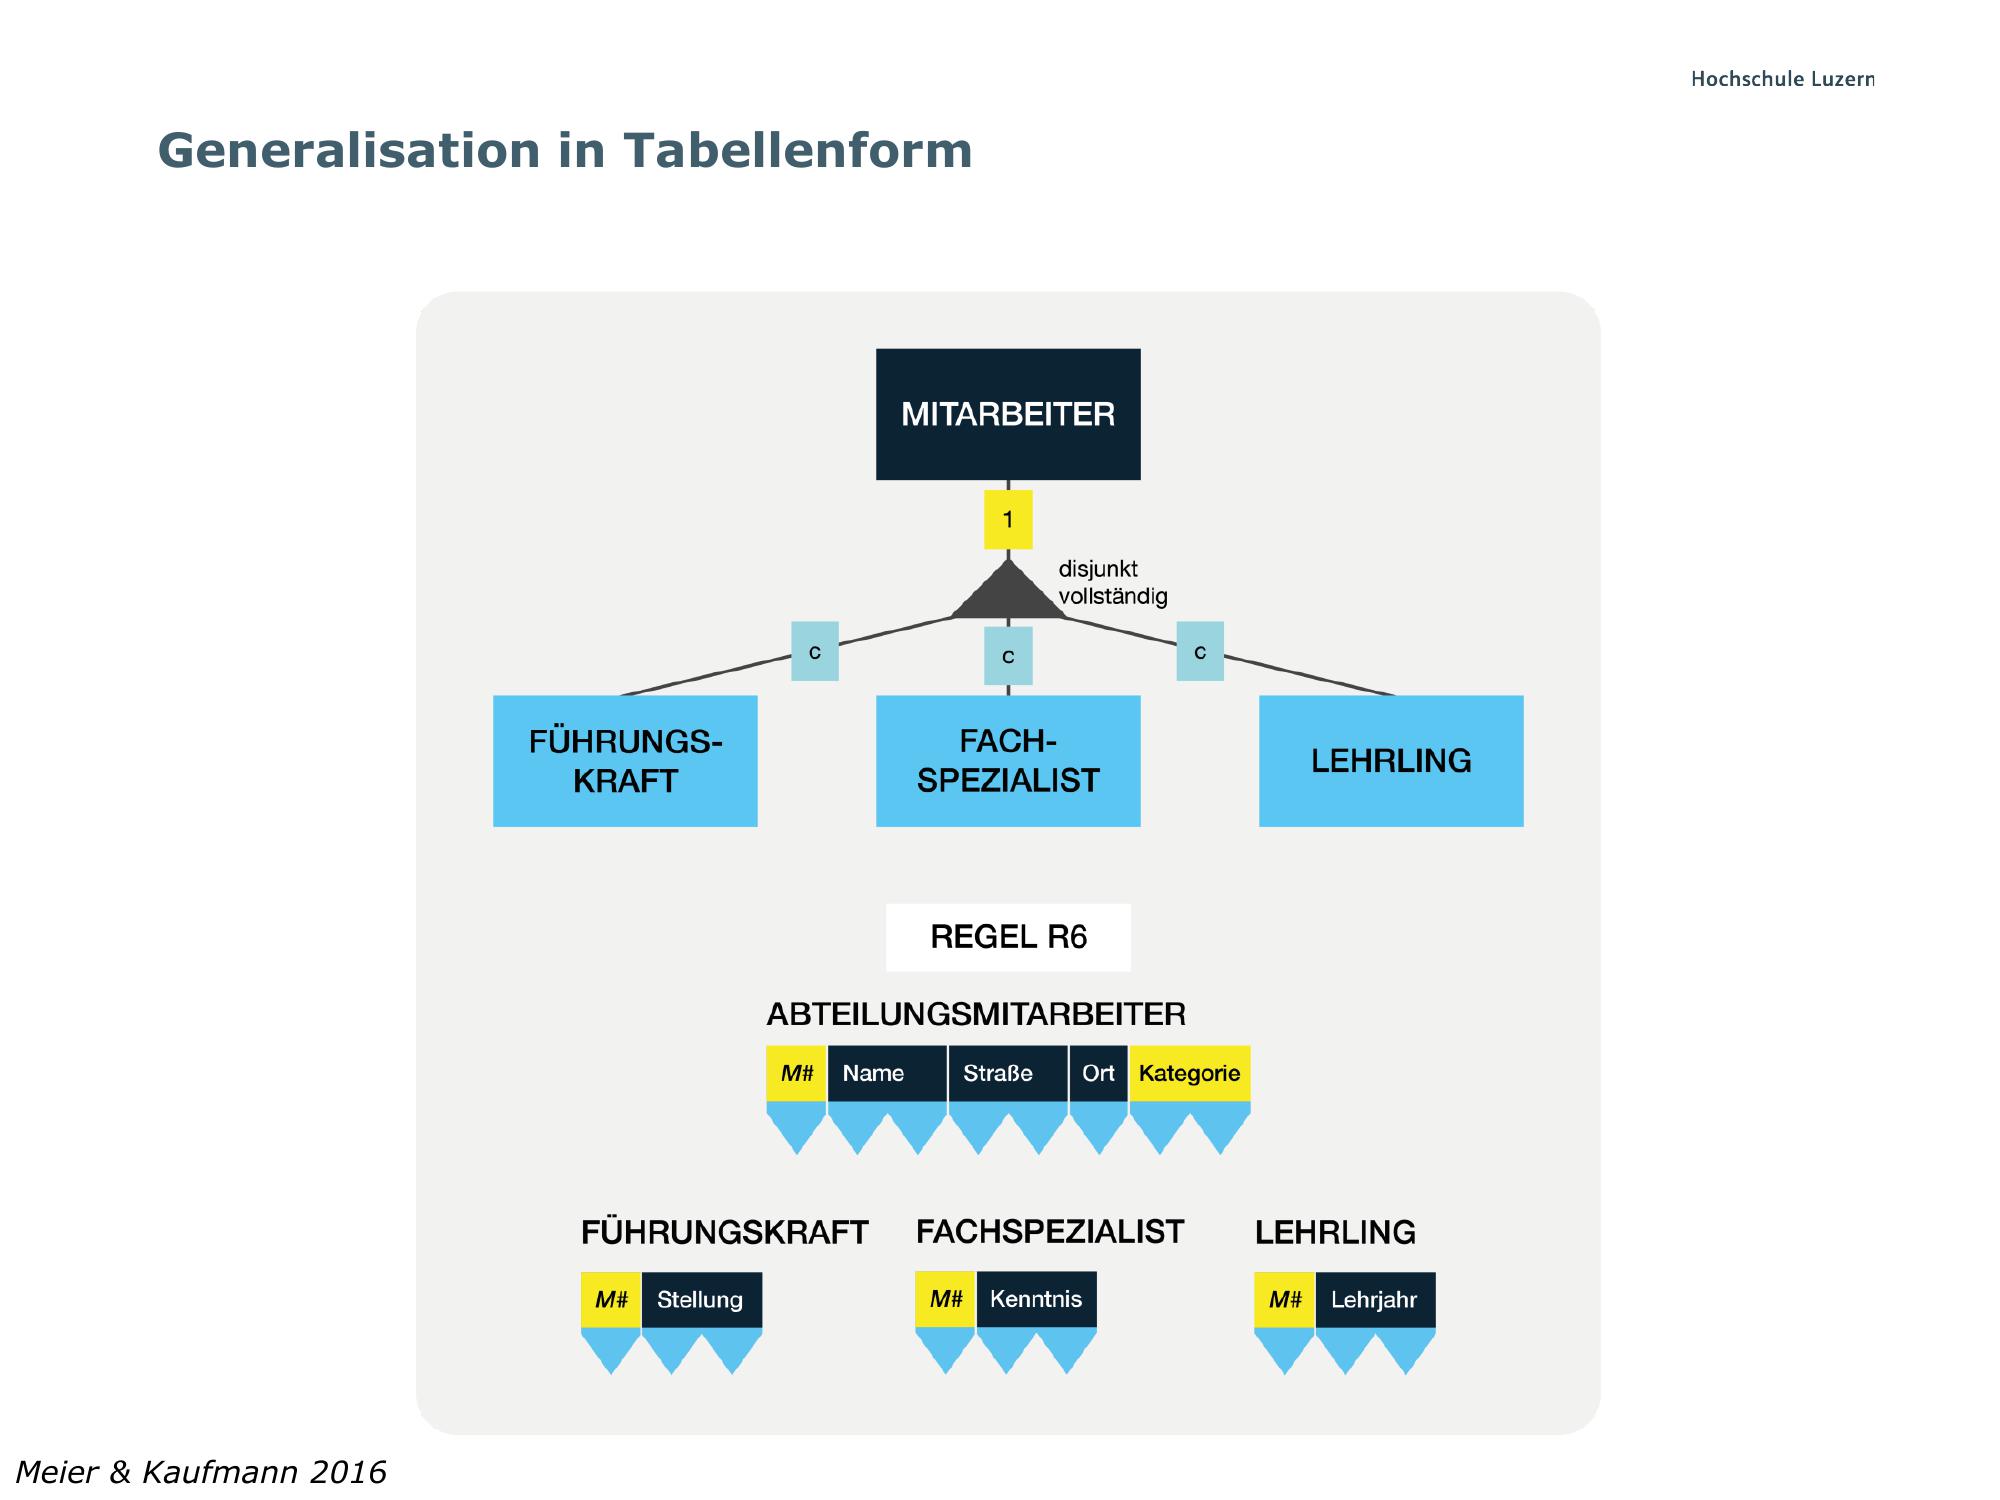 Hochschule Luzern
Generalisation in Tabellenform
MITARBEITER
1
disjunkt
vollständig
c
c
c
FÜHRUNGS-
KRAFT
FACH-
SPEZIALIST
LEHRLING
REGEL R6
ABTEILUNGSMITARBEITER
M# Name Straße Ort Kategorie
FÜHRUNGSKRAFT
M# Stellung
FACHSPEZIALIST
M# Kenntnis
LEHRLING
M# Lehrjahr
Meier & Kaufmann 2016